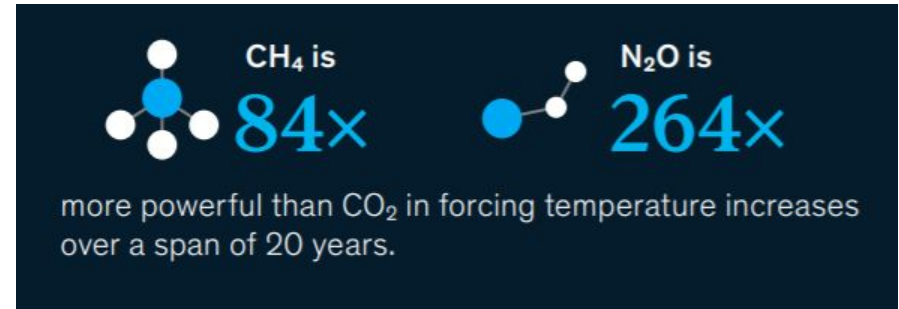 CH₄ is
84×
N₂O is
264×
more powerful than CO₂ in forcing temperature increases
over a span of 20 years.